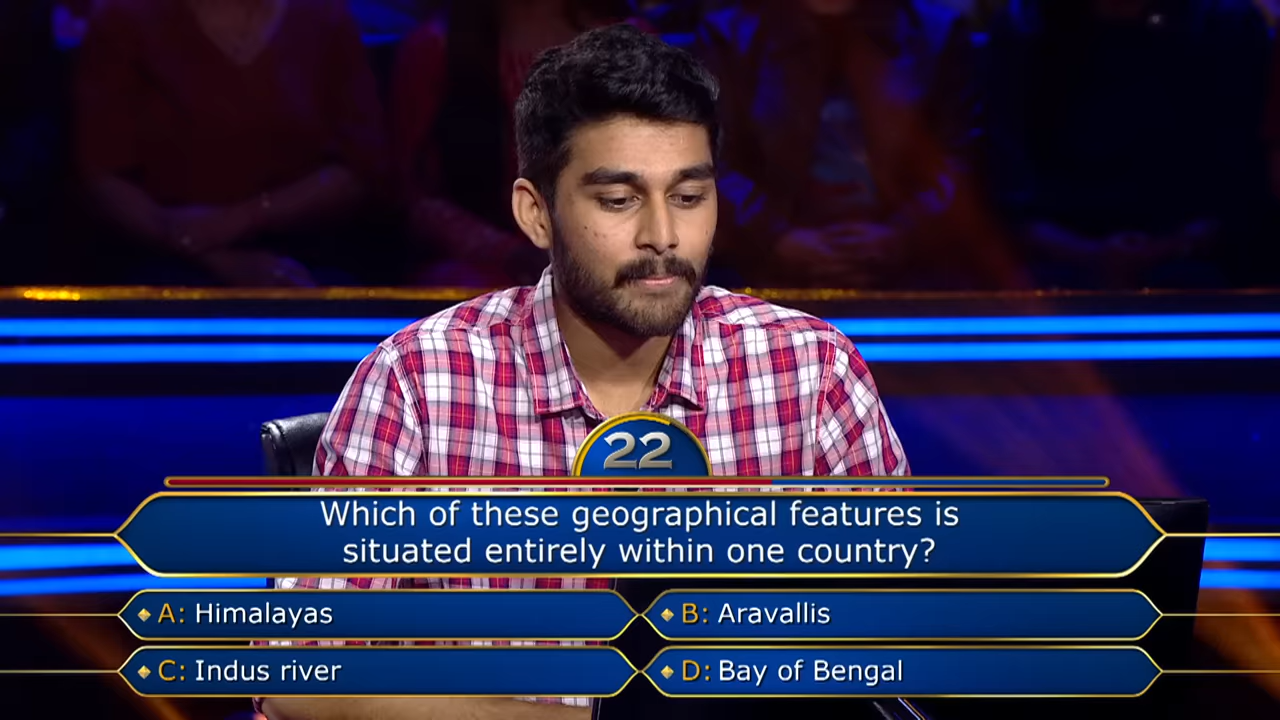 22
Which of these geographical features is
situated entirely within one country?
A: Himalayas
B: Aravallis
C: Indus river
D: Bay of Bengal